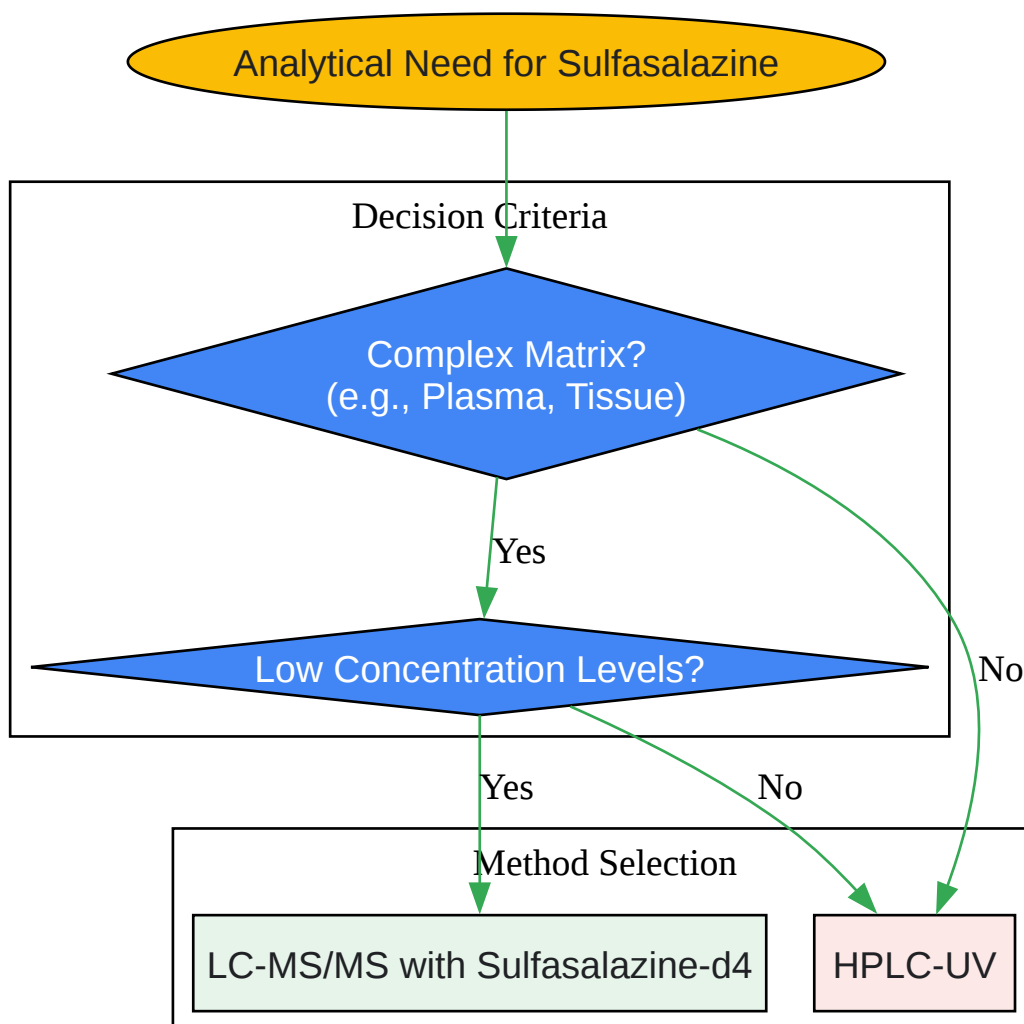 Analytical Need for Sulfasalazine
Decision Criteria
Complex Matrix?
(e.g., Plasma, Tissue)
Yes
Low Concentration Levels?
No
Yes
No
Method Selection
LC-MS/MS with Sulfasalazine-d4
HPLC-UV